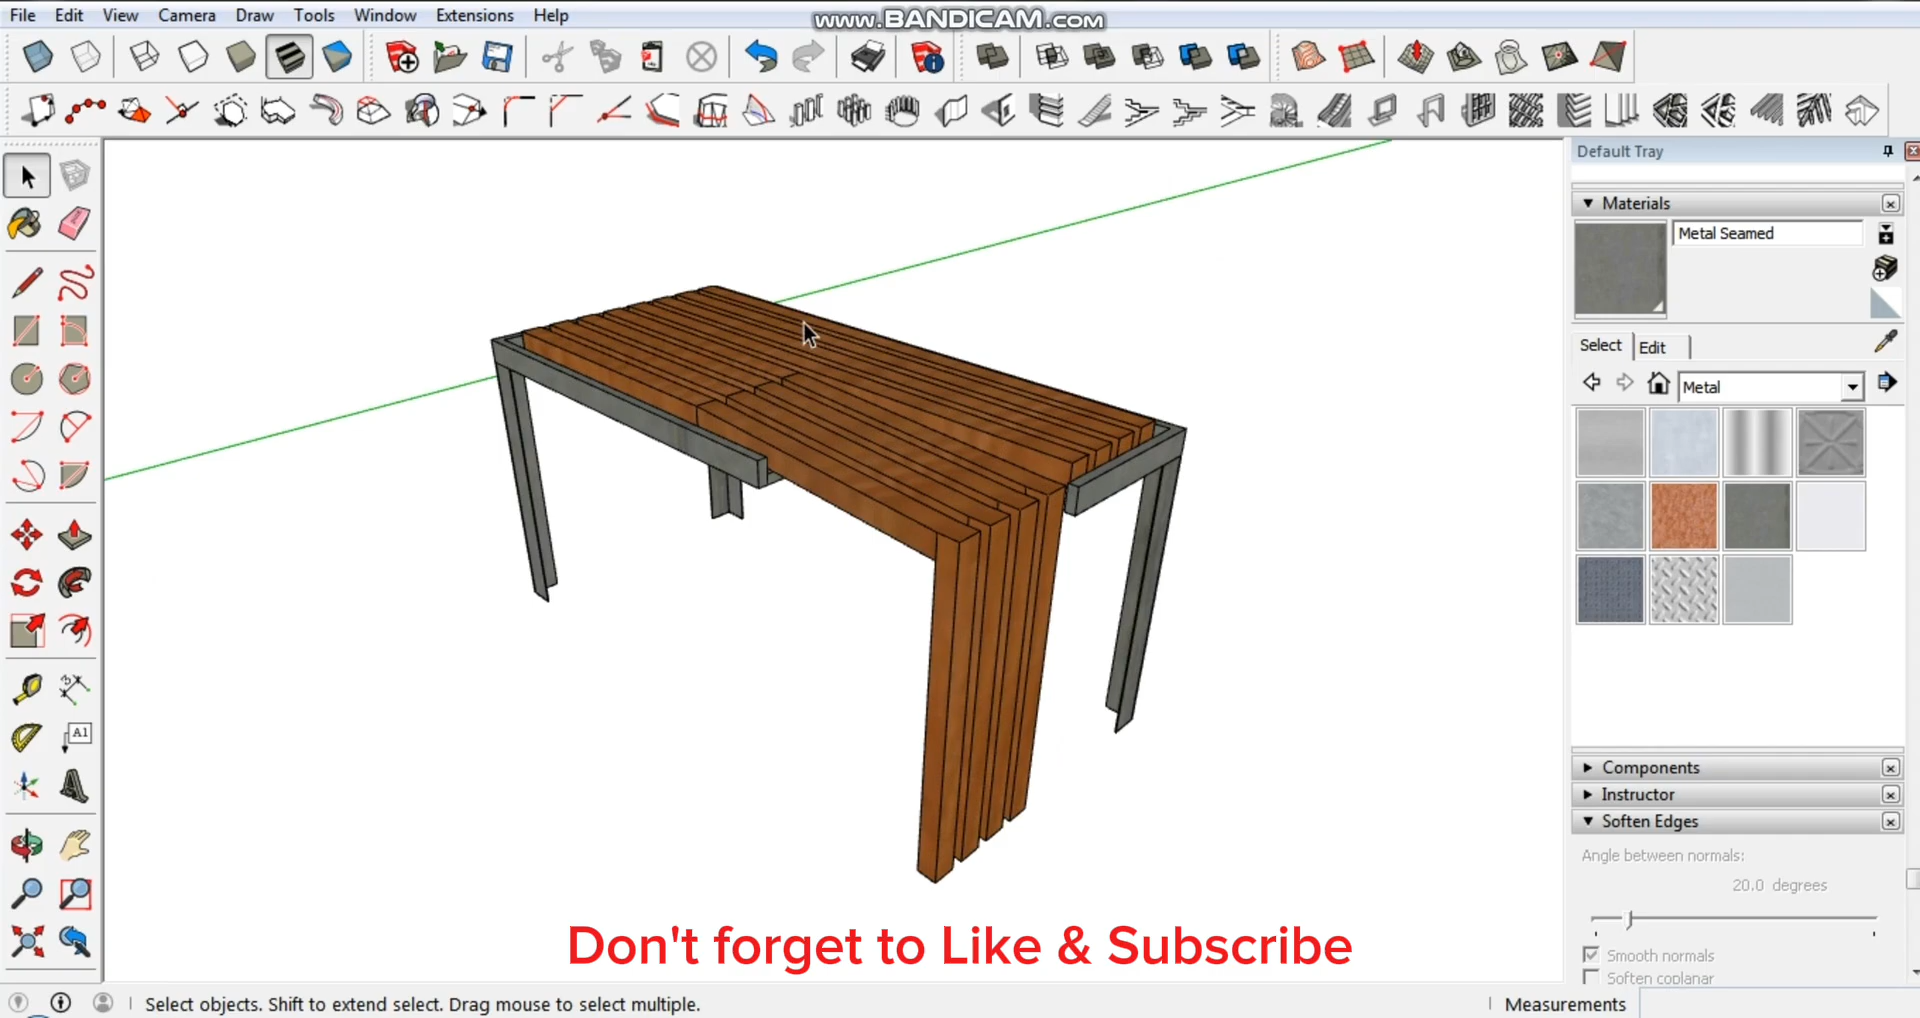 File Edit View Camera Draw Tools Window Extensions Help
www.BANDICAM.com
Default Tray
Materials
Metal Seamed
Select Edit
Metal
A1
Components
Instructor
Soften Edges
Angle between normals:
20.0 degrees
Smooth normals
Soften coplanar
Don't forget to Like & Subscribe
Select objects. Shift to extend select. Drag mouse to select multiple.
Measurements